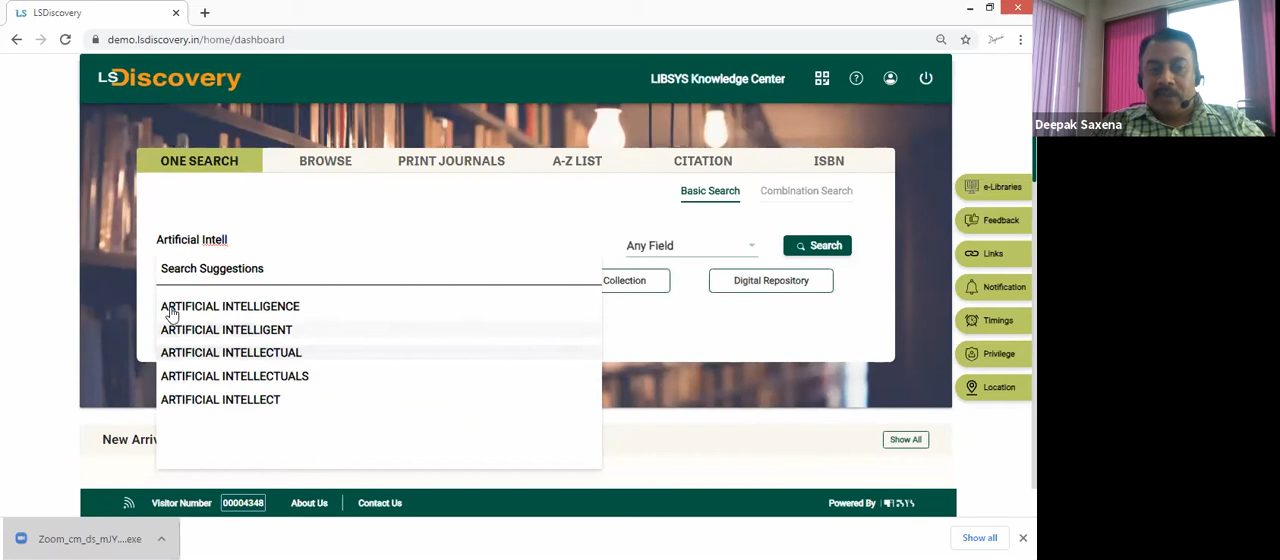 LS LSDiscovery
demo.lsdiscovery.in/home/dashboard
LSDiscovery
LIBSYS Knowledge Center
ONE SEARCH BROWSE PRINT JOURNALS A-Z LIST CITATION ISBN
Basic Search Combination Search
Artificial Intell
Any Field
Search
Search Suggestions
Collection
Digital Repository
ARTIFICIAL INTELLIGENCE
ARTIFICIAL INTELLIGENT
ARTIFICIAL INTELLECTUAL
ARTIFICIAL INTELLECTUALS
ARTIFICIAL INTELLECT
New Arriv
Show All
e-Libraries
Feedback
Links
Notification
Timings
Privilege
Location
Visitor Number 00004348 About Us Contact Us
Powered By
Zoom_cm_ds_mJY....exe
Show all
Deepak Saxena